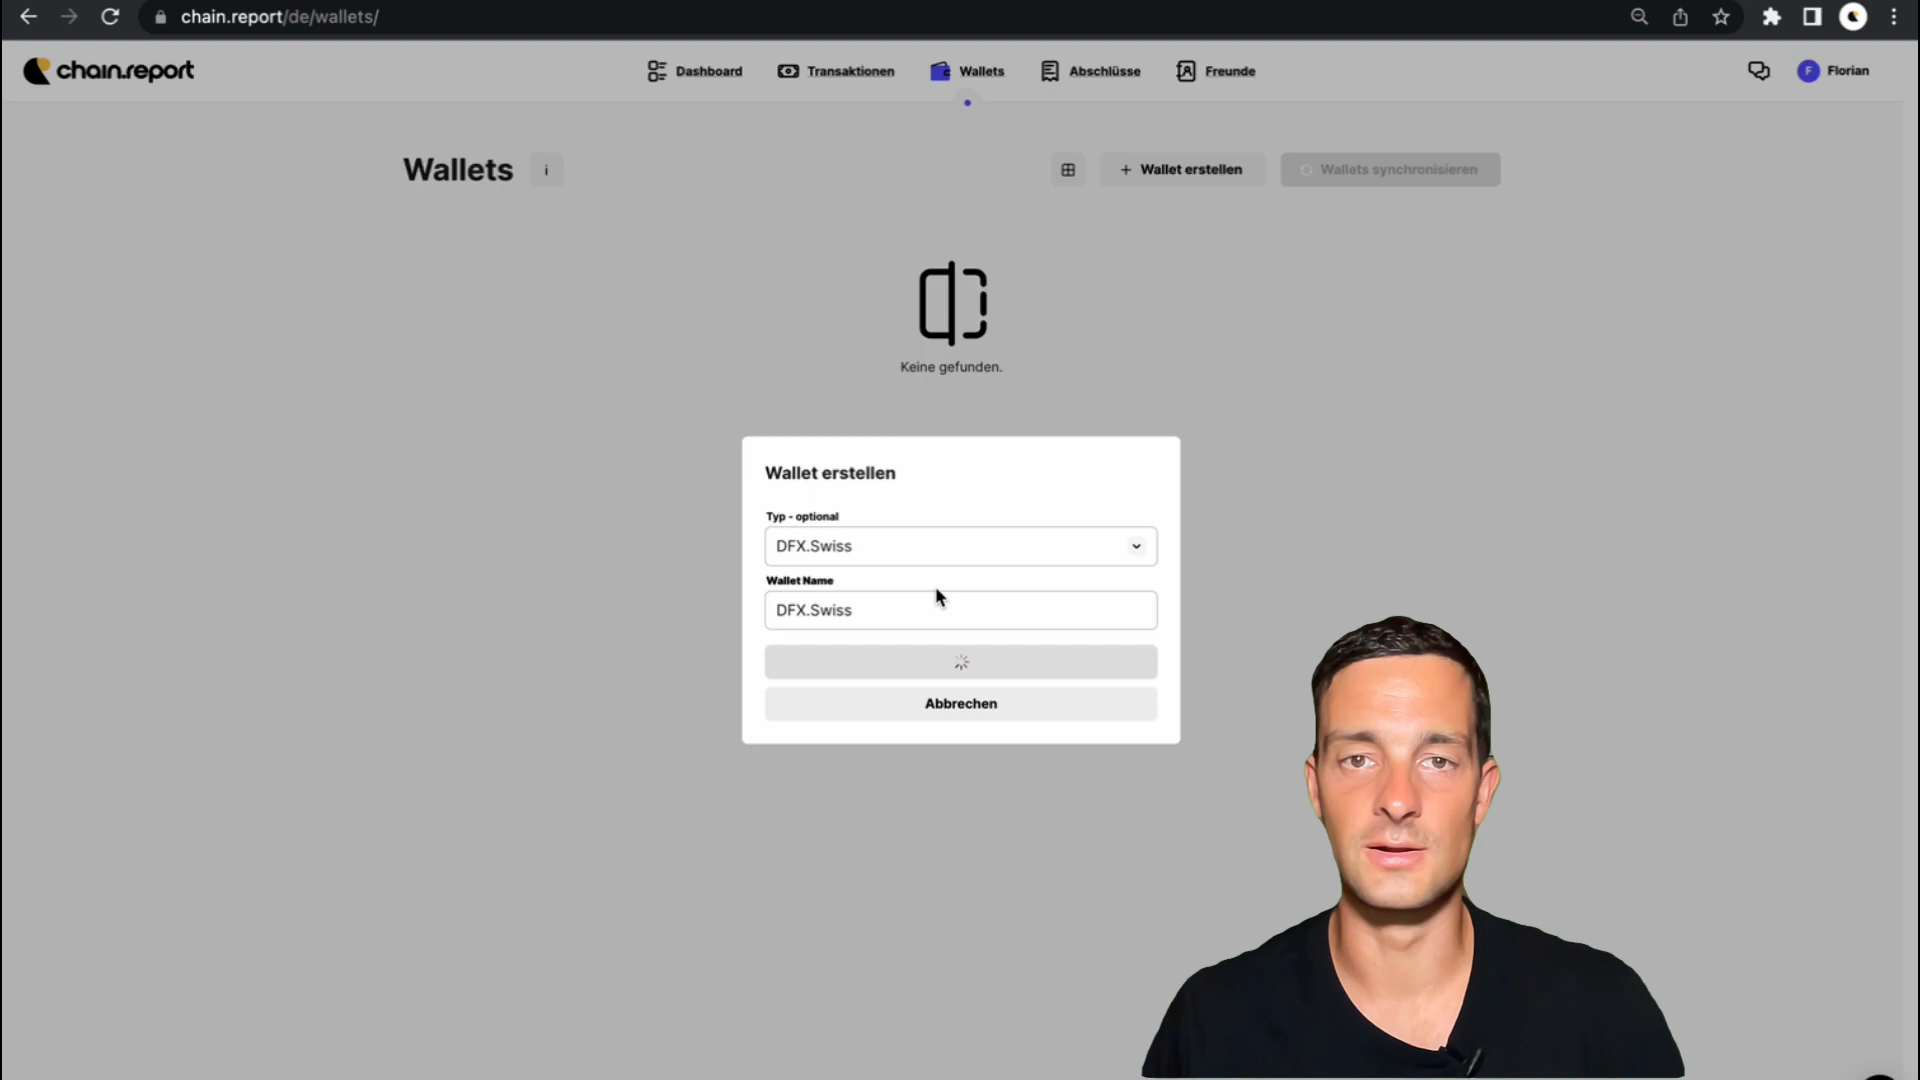 chain.report/de/wallets/
chain.report
Dashboard
Transaktionen
Wallets
Abschlüsse
Freunde
F
Florian
Wallets
i
+ Wallet erstellen
Wallets synchronisieren
Keine gefunden.
Wallet erstellen
Typ - optional
DFX.Swiss
Wallet Name
DFX.Swiss
Abbrechen